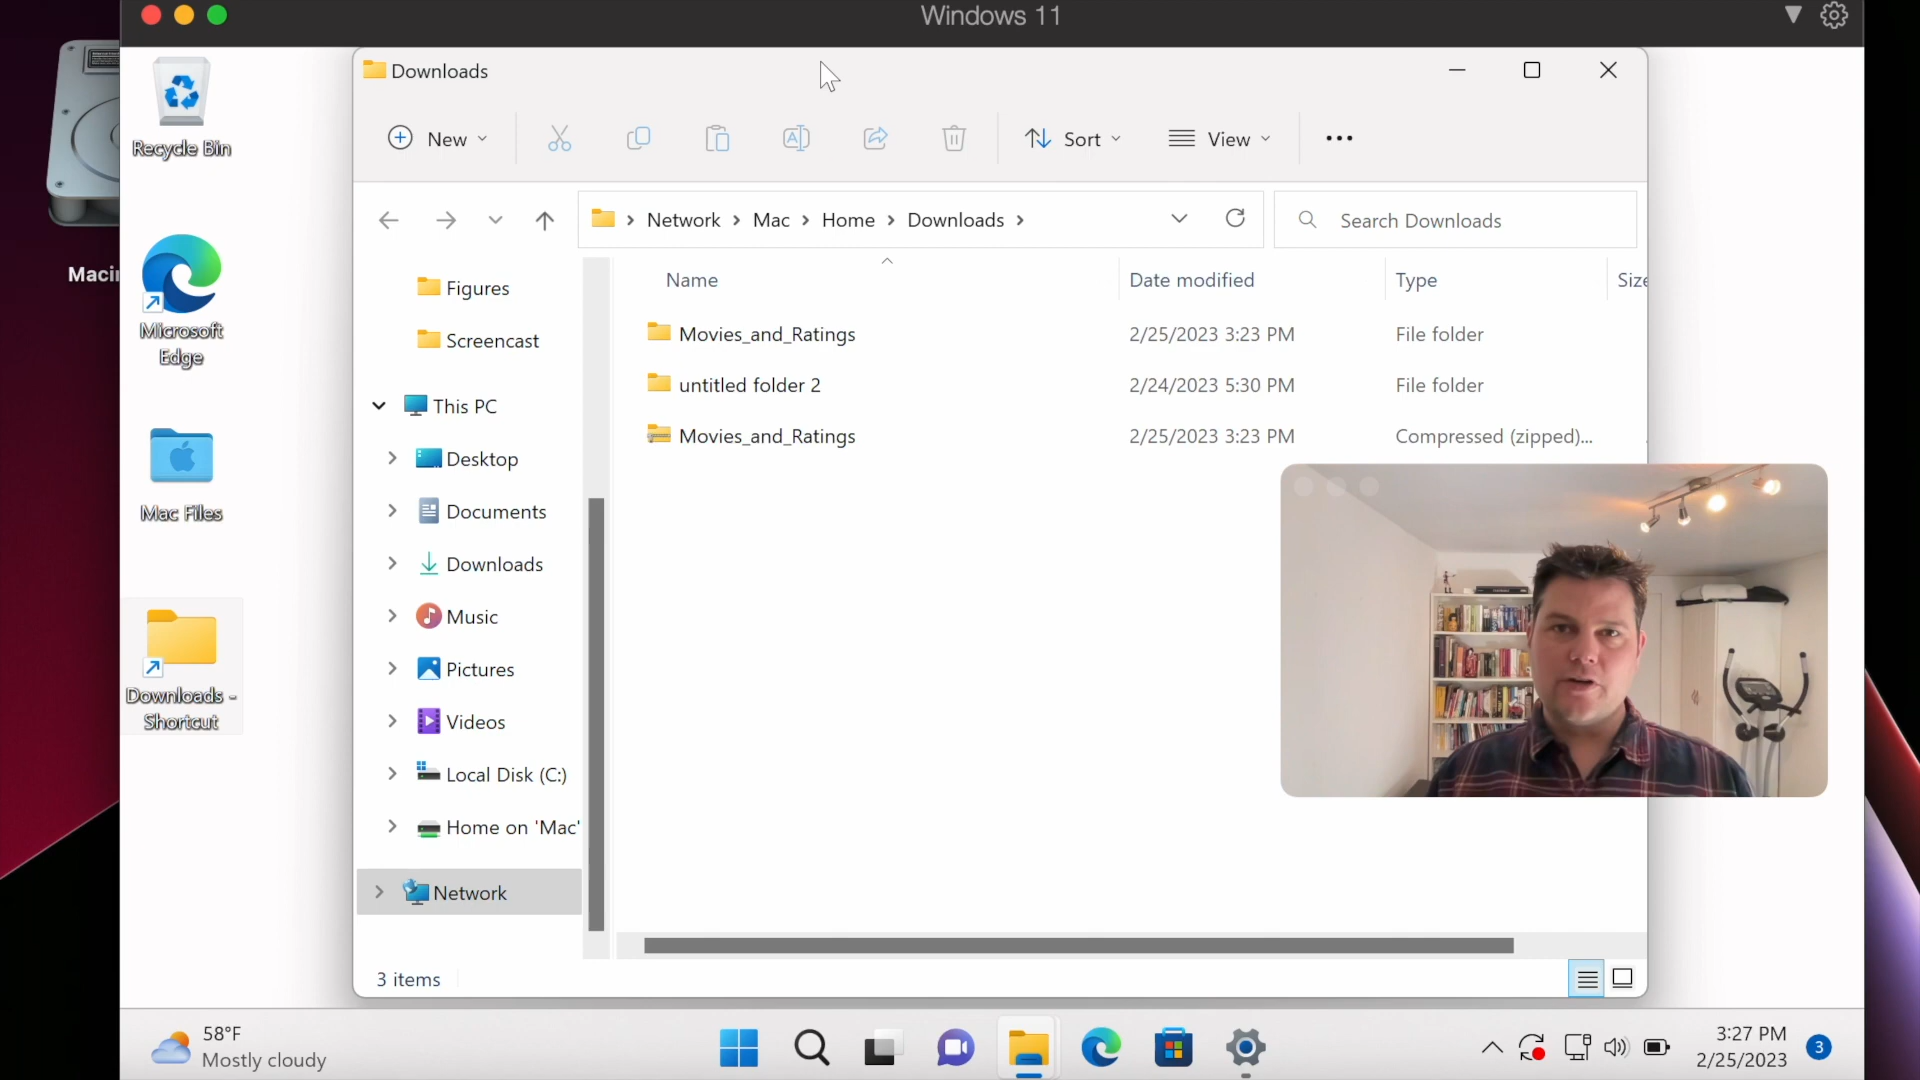 Windows 11
Recycle Bin
Macin
Microsoft
Edge
Mac Files
Downloads -
Shortcut
Downloads
New
Sort
View
Network
Mac
Home
Downloads
Search Downloads
Figures
Screencast
This PC
Desktop
Documents
Downloads
Music
Pictures
Videos
Local Disk (C:)
Home on 'Mac'
Network
Name
Date modified
Type
Size
Movies_and_Ratings
2/25/2023 3:23 PM
File folder
untitled folder 2
2/24/2023 5:30 PM
File folder
Movies_and_Ratings
2/25/2023 3:23 PM
Compressed (zipped)...
3 items
58°F
Mostly cloudy
3:27 PM
2/25/2023
3